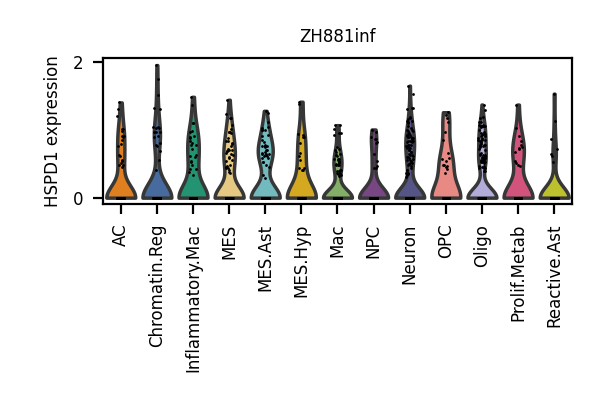 ZH881inf
HSPD1 expression
2
0
AC
Chromatin.Reg
Inflammatory.Mac
MES
MES.Ast
MES.Hyp
Mac
NPC
Neuron
OPC
Oligo
Prolif.Metab
Reactive.Ast